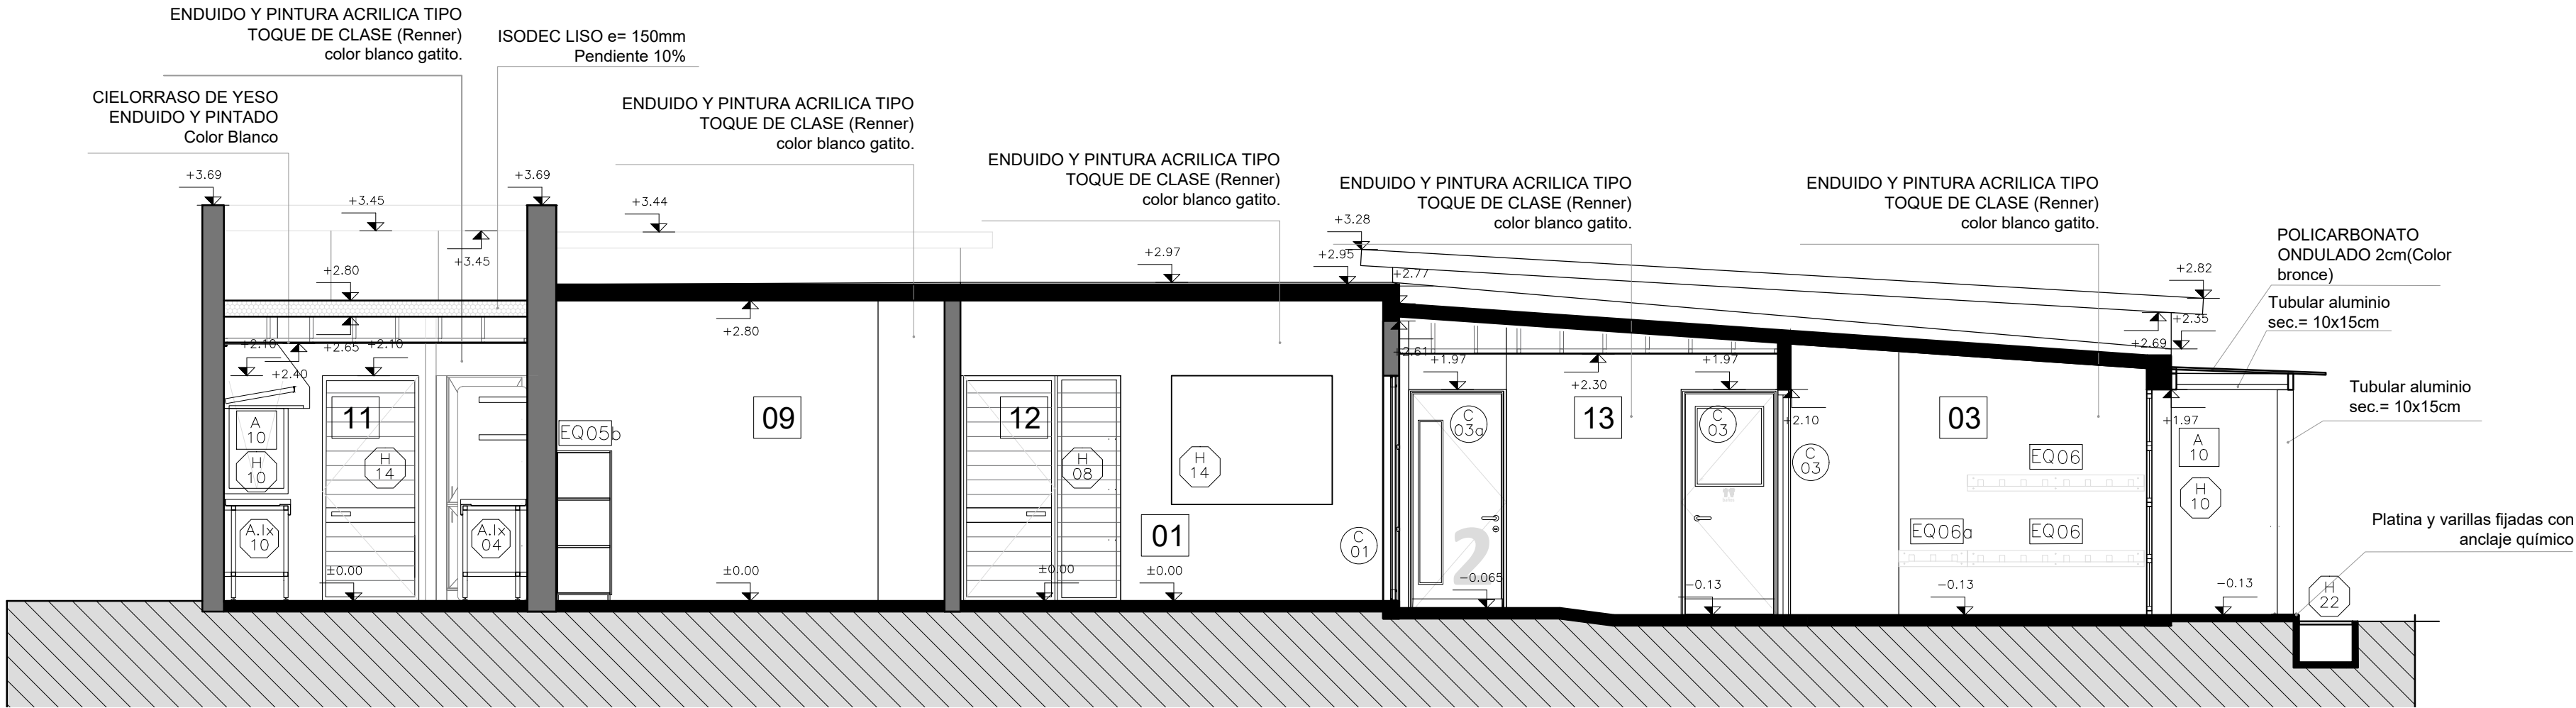 ENDUIDO Y PINTURA ACRILICA TIPO
TOQUE DE CLASE (Renner)
color blanco gatito.
ISODEC LISO e= 150mm
Pendiente 10%
CIELORRASO DE YESO
ENDUIDO Y PINTADO
Color Blanco
ENDUIDO Y PINTURA ACRILICA TIPO
TOQUE DE CLASE (Renner)
color blanco gatito.
ENDUIDO Y PINTURA ACRILICA TIPO
TOQUE DE CLASE (Renner)
color blanco gatito.
ENDUIDO Y PINTURA ACRILICA TIPO
TOQUE DE CLASE (Renner)
color blanco gatito.
ENDUIDO Y PINTURA ACRILICA TIPO
TOQUE DE CLASE (Renner)
color blanco gatito.
POLICARBONATO
ONDULADO 2cm(Color
bronce)
Tubular aluminio
sec.= 10x15cm
Tubular aluminio
sec.= 10x15cm
Platina y varillas fijadas con
anclaje químico
+3.69
+3.45
+3.45
+3.69
+3.44
+2.80
+2.97
+3.28
+2.95
+2.77
+2.82
+2.35
+2.69
+2.10
+2.65
+2.10
+2.40
+2.80
+2.61
+1.97
+2.30
+1.97
+2.10
+1.97
11
09
12
01
13
03
A
10
H
10
H
14
A.Ix
10
A.Ix
04
EQ05b
H
08
H
14
C
01
C
03a
2
C
03
C
03
EQ06
EQ06a
EQ06
A
10
H
10
H
22
±0.00
±0.00
±0.00
±0.00
-0.065
-0.13
-0.13
-0.13